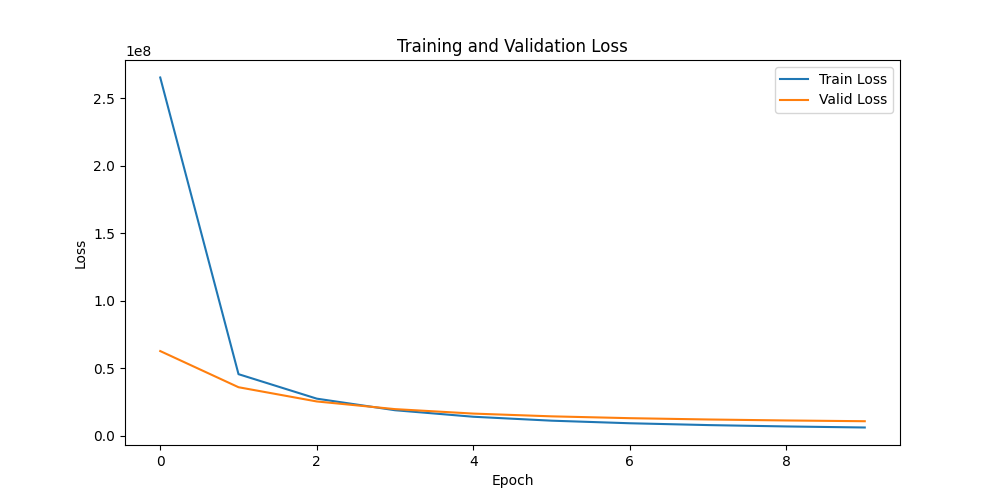 Training and Validation Loss
1e8
Train Loss
Valid Loss
2.5
2.0
1.5
1.0
0.5
0.0
Loss
0 2 4 6 8
Epoch